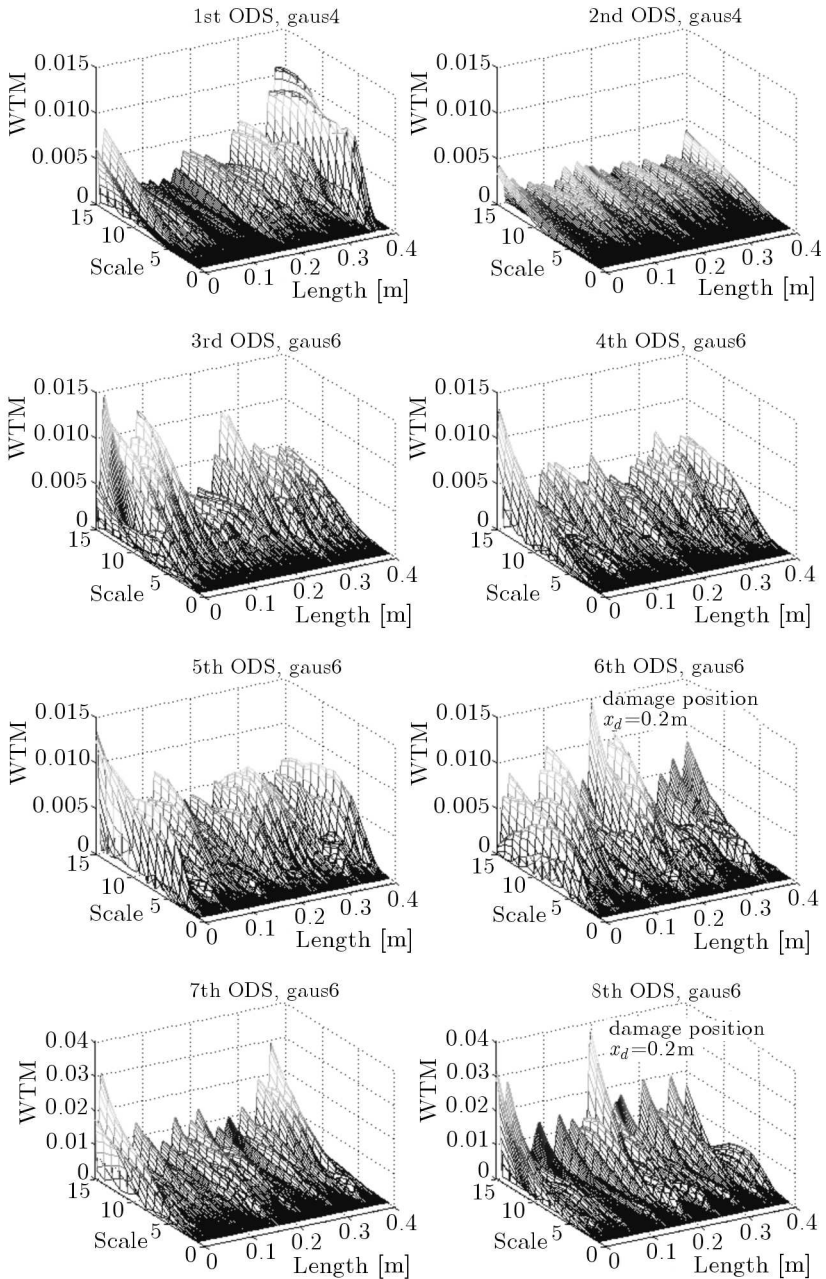 1st ODS, gaus4
0.015
0.010
0.005
0
WTM
15
10
5
0
Scale
0
0.1
0.2
0.3
0.4
Length [m]
2nd ODS, gaus4
0.015
0.010
0.005
0
WTM
15
10
5
0
Scale
0
0.1
0.2
0.3
0.4
Length [m]
3rd ODS, gaus6
0.015
0.010
0.005
0
WTM
15
10
5
0
Scale
0
0.1
0.2
0.3
0.4
Length [m]
4th ODS, gaus6
0.015
0.010
0.005
0
WTM
15
10
5
0
Scale
0
0.1
0.2
0.3
0.4
Length [m]
5th ODS, gaus6
0.015
0.010
0.005
0
WTM
15
10
5
0
Scale
0
0.1
0.2
0.3
0.4
Length [m]
6th ODS, gaus6
damage position
x_d=0.2m
0.015
0.010
0.005
0
WTM
15
10
5
0
Scale
0
0.1
0.2
0.3
0.4
Length [m]
7th ODS, gaus6
0.04
0.03
0.02
0.01
0
WTM
15
10
5
0
Scale
0
0.1
0.2
0.3
0.4
Length [m]
8th ODS, gaus6
damage position
x_d=0.2m
0.04
0.03
0.02
0.01
0
WTM
15
10
5
0
Scale
0
0.1
0.2
0.3
0.4
Length [m]